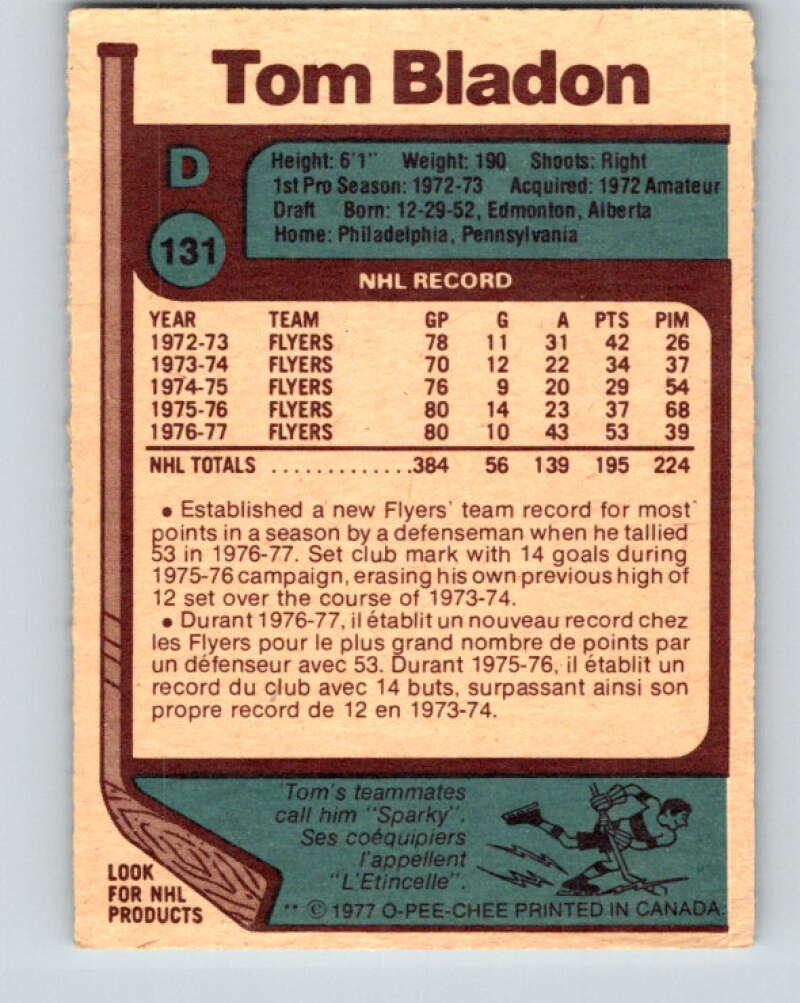 Tom Bladon
D
131
Height: 6'1" Weight: 190 Shoots: Right
1st Pro Season: 1972-73 Acquired: 1972 Amateur
Draft Born: 12-29-52, Edmonton, Alberta
Home: Philadelphia, Pennsylvania
NHL RECORD
YEAR TEAM GP G A PTS PIM
1972-73 FLYERS 78 11 31 42 26
1973-74 FLYERS 70 12 22 34 37
1974-75 FLYERS 76 9 20 29 54
1975-76 FLYERS 80 14 23 37 68
1976-77 FLYERS 80 10 43 53 39
NHL TOTALS .............384 56 139 195 224
• Established a new Flyers' team record for most
points in a season by a defenseman when he tallied
53 in 1976-77. Set club mark with 14 goals during
1975-76 campaign, erasing his own previous high of
12 set over the course of 1973-74.
• Durant 1976-77, il établit un nouveau record chez
les Flyers pour le plus grand nombre de points par
un défenseur avec 53. Durant 1975-76, il établit un
record du club avec 14 buts, surpassant ainsi son
propre record de 12 en 1973-74.
Tom's teammates
call him "Sparky".
Ses coéquipiers
l'appellent
"L'Etincelle".
LOOK
FOR NHL
PRODUCTS
** © 1977 O-PEE-CHEE PRINTED IN CANADA